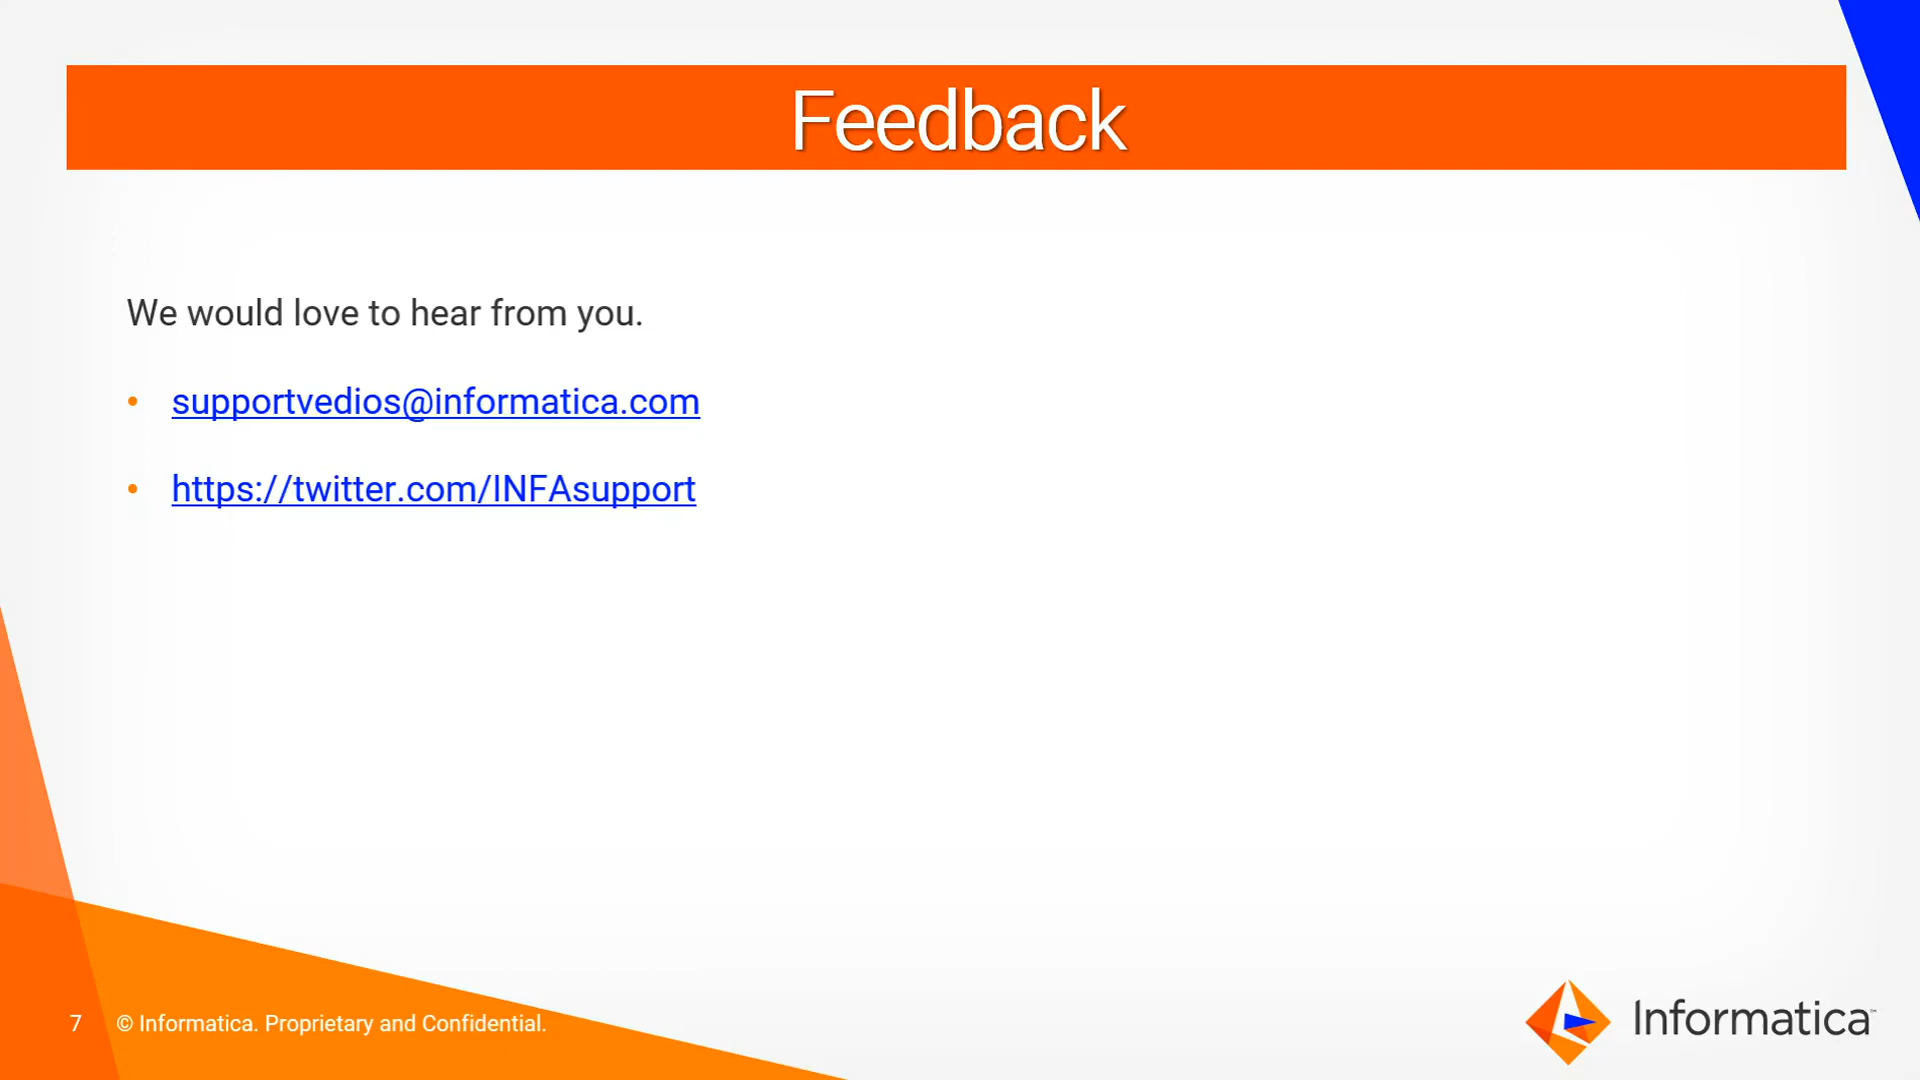 Feedback
We would love to hear from you.
• supportvedios@informatica.com
• https://twitter.com/INFAsupport
7 © Informatica. Proprietary and Confidential.
Informatica™